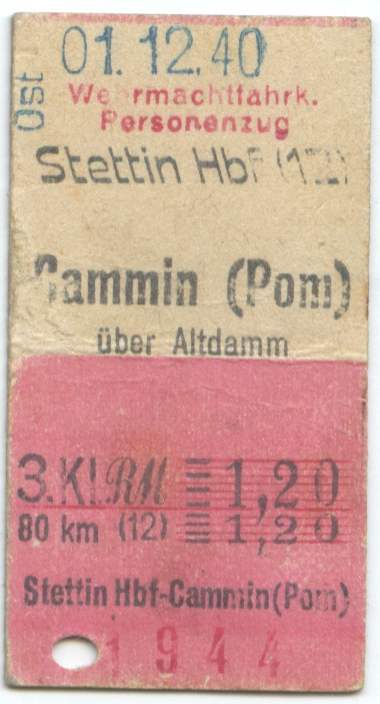 Ost
01.12.40
Wehrmachtfahrk.
Personenzug
Stettin Hbf (12)
Cammin (Pom)
über Altdamm
3.Kl. RM 1,20
80 km (12) 1,20
Stettin Hbf-Cammin(Pom)
1944